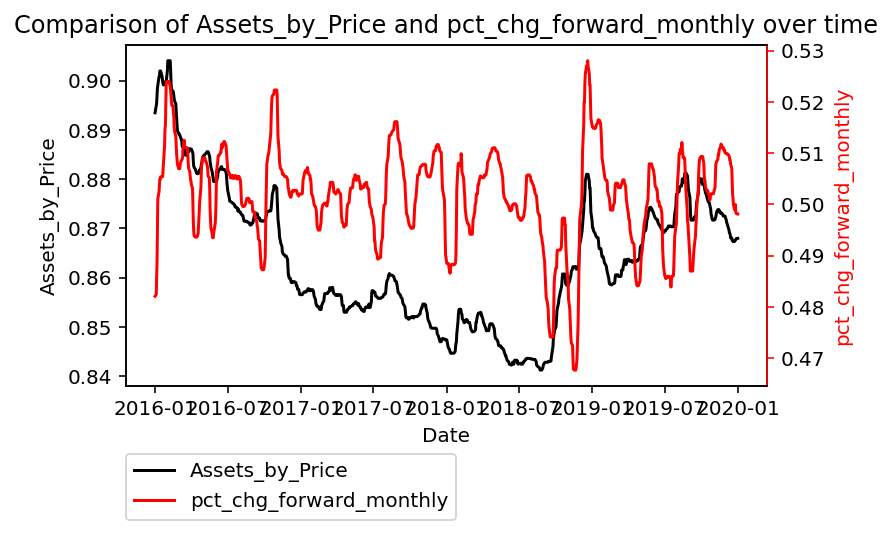 Comparison of Assets_by_Price and pct_chg_forward_monthly over time
0.90
0.89
0.88
0.87
0.86
0.85
0.84
Assets_by_Price
0.53
0.52
0.51
0.50
0.49
0.48
0.47
pct_chg_forward_monthly
2016-01 2016-07 2017-01 2017-07 2018-01 2018-07 2019-01 2019-07 2020-01
Date
Assets_by_Price
pct_chg_forward_monthly